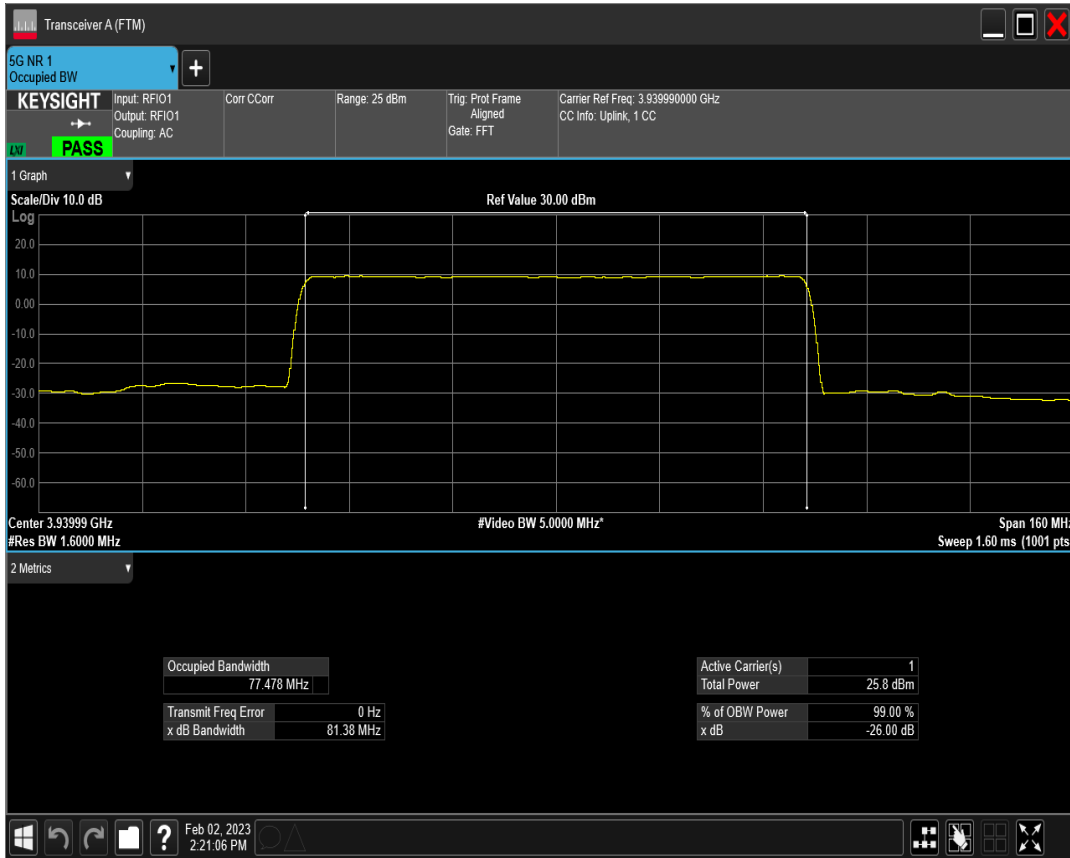 Transceiver A (FTM)
5G NR 1
Occupied BW
+
KEYSIGHT
LXI
PASS
Input: RFIO1
Output: RFIO1
Coupling: AC
Corr CCorr
Range: 25 dBm
Trig: Prot Frame
Aligned
Gate: FFT
Carrier Ref Freq: 3.939990000 GHz
CC Info: Uplink, 1 CC
1 Graph
Scale/Div 10.0 dB
Ref Value 30.00 dBm
Log
20.0
10.0
0.00
-10.0
-20.0
-30.0
-40.0
-50.0
-60.0
Center 3.93999 GHz
#Video BW 5.0000 MHz*
Span 160 MHz
#Res BW 1.6000 MHz
Sweep 1.60 ms (1001 pts
2 Metrics
Occupied Bandwidth
77.478 MHz
Transmit Freq Error 0 Hz
x dB Bandwidth 81.38 MHz
Active Carrier(s) 1
Total Power 25.8 dBm
% of OBW Power 99.00 %
x dB -26.00 dB
?
Feb 02, 2023
2:21:06 PM